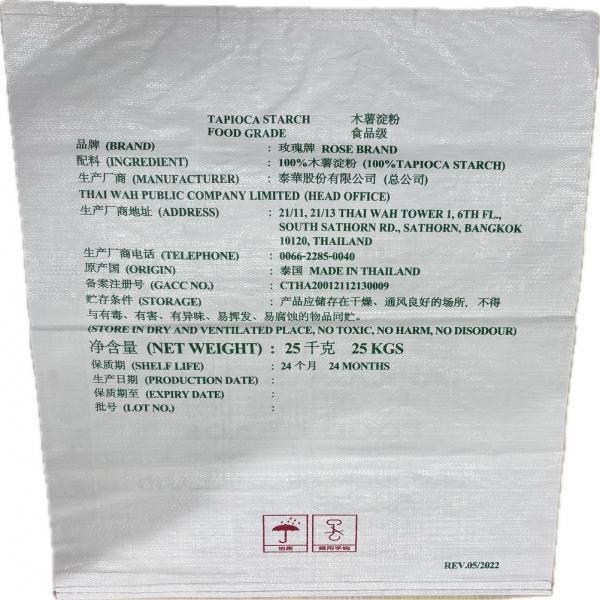 TAPIOCA STARCH 木薯淀粉
FOOD GRADE 食品级
品牌 (BRAND) : 玫瑰牌 ROSE BRAND
配料 (INGREDIENT) : 100%木薯淀粉 (100%TAPIOCA STARCH)
生产厂商 (MANUFACTURER) : 泰華股份有限公司 (总公司)
THAI WAH PUBLIC COMPANY LIMITED (HEAD OFFICE)
生产厂商地址 (ADDRESS) : 21/11, 21/13 THAI WAH TOWER 1, 6TH FL.,
SOUTH SATHORN RD., SATHORN, BANGKOK
10120, THAILAND
生产厂商电话 (TELEPHONE) : 0066-2285-0040
原产国 (ORIGIN) : 泰国 MADE IN THAILAND
备案注册号 (GACC NO.) : CTHA20012112130009
贮存条件 (STORAGE) : 产品应储存在干燥、通风良好的场所, 不得
与有毒、有害、有异味、易挥发、易腐蚀的物品同贮。
(STORE IN DRY AND VENTILATED PLACE, NO TOXIC, NO HARM, NO DISODOUR)
净含量 (NET WEIGHT) : 25 千克 25 KGS
保质期 (SHELF LIFE) : 24 个月 24 MONTHS
生产日期 (PRODUCTION DATE) :
保质期至 (EXPIRY DATE) :
批号 (LOT NO.) :
怕雨 禁用手钩
REV.05/2022